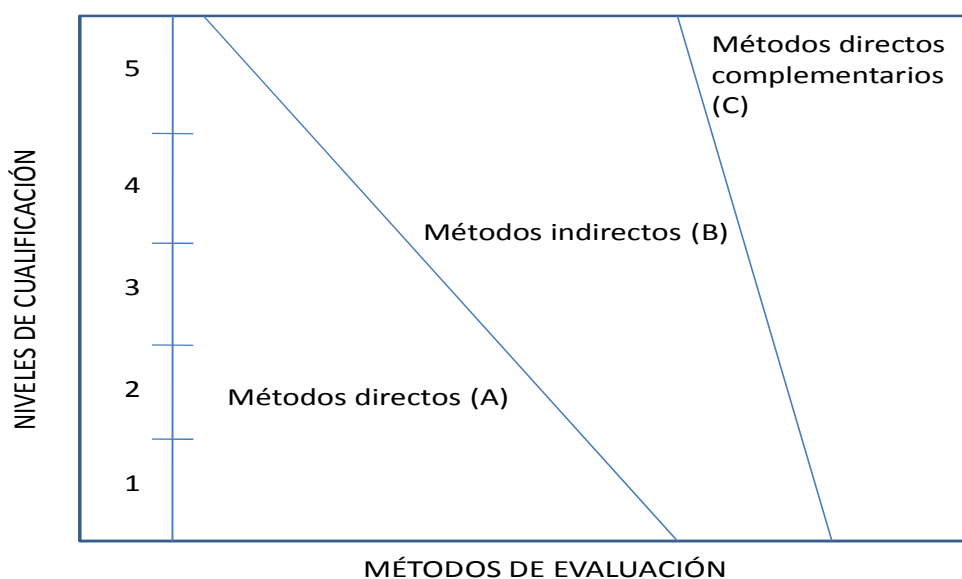 NIVELES DE CUALIFICACIÓN
5
4
3
2
1
Métodos directos
complementarios
(C)
Métodos indirectos (B)
Métodos directos (A)
MÉTODOS DE EVALUACIÓN